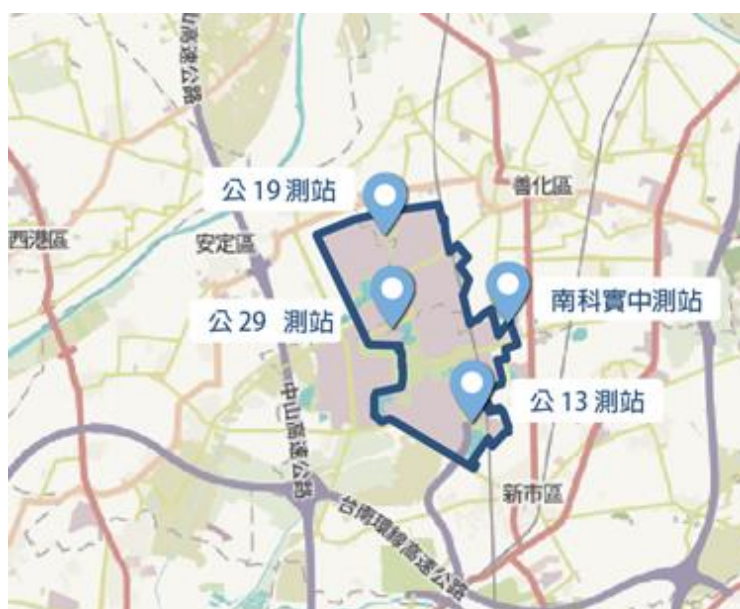 山高速公路
公 19 測站
善化區
西港區
安定區
南科實中測站
公 29 測站
公 13 測站
中山高速公路
新市區
台南環線高速公路